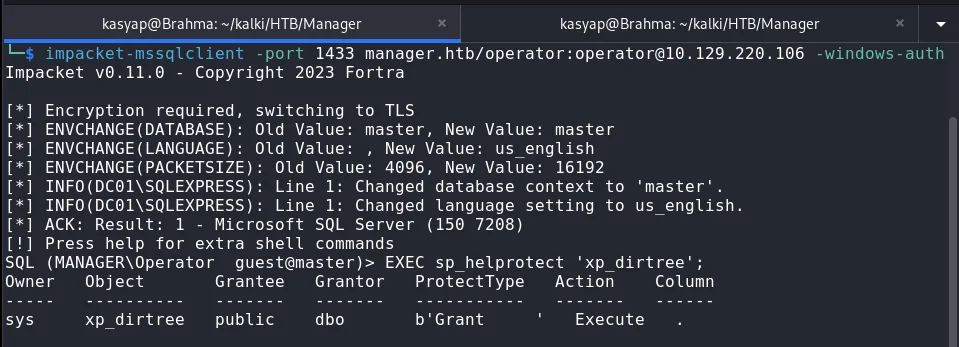 kasyap@Brahma: ~/kalki/HTB/Manager × kasyap@Brahma: ~/kalki/HTB/Manager ×
└─$ impacket-mssqlclient -port 1433 manager.htb/operator:operator@10.129.220.106 -windows-auth
Impacket v0.11.0 - Copyright 2023 Fortra
[*] Encryption required, switching to TLS
[*] ENVCHANGE(DATABASE): Old Value: master, New Value: master
[*] ENVCHANGE(LANGUAGE): Old Value: , New Value: us_english
[*] ENVCHANGE(PACKETSIZE): Old Value: 4096, New Value: 16192
[*] INFO(DC01\SQLEXPRESS): Line 1: Changed database context to 'master'.
[*] INFO(DC01\SQLEXPRESS): Line 1: Changed language setting to us_english.
[*] ACK: Result: 1 - Microsoft SQL Server (150 7208)
[!] Press help for extra shell commands
SQL (MANAGER\Operator  guest@master)> EXEC sp_helprotect 'xp_dirtree';
Owner   Object       Grantee   Grantor   ProtectType   Action    Column
-----   ----------   -------   -------   -----------   -------   ------
sys     xp_dirtree   public    dbo       b'Grant     '   Execute   .